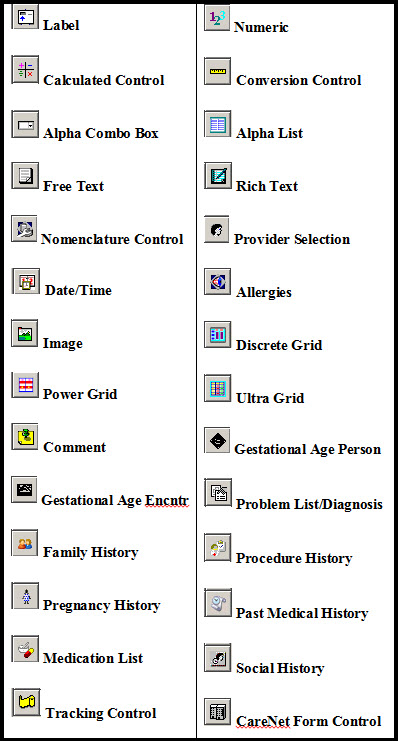 Label
Numeric
Calculated Control
Conversion Control
Alpha Combo Box
Alpha List
Free Text
Rich Text
Nomenclature Control
Provider Selection
Date/Time
Allergies
Image
Discrete Grid
Power Grid
Ultra Grid
Comment
Gestational Age Person
Gestational Age Encntr
Problem List/Diagnosis
Family History
Procedure History
Pregnancy History
Past Medical History
Medication List
Social History
Tracking Control
CareNet Form Control